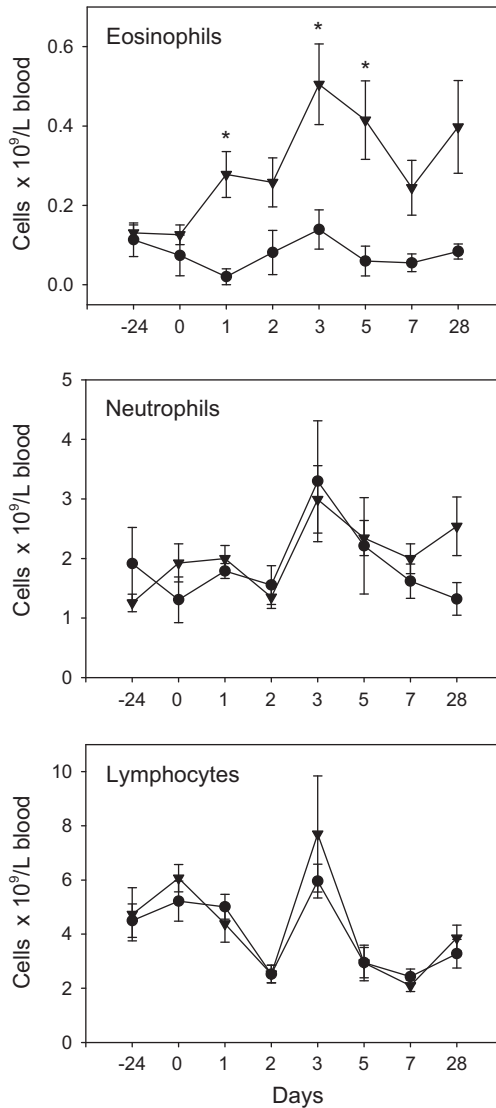 Eosinophils
Cells x 10⁹/L blood
0.6
0.4
0.2
0.0
* * *
-24 0 1 2 3 5 7 28
Neutrophils
Cells x 10⁹/L blood
5
4
3
2
1
0
-24 0 1 2 3 5 7 28
Lymphocytes
Cells x 10⁹/L blood
10
8
6
4
2
0
-24 0 1 2 3 5 7 28
Days